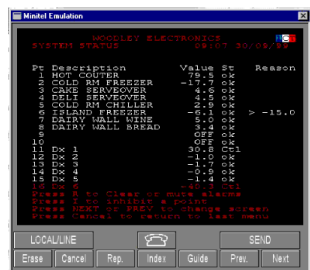 Minitel Emulation
WOODLEY ELECTRONICS
SYSTEM STATUS 09:07 30/09/99
Pt Description Value St Reason
1 HOT COUTER 79.5 ok
2 COLD RM FREEZER -17.7 ok
3 CAKE SERVEOVER 4.6 ok
4 DELI SERVEOVER 4.5 ok
5 COLD RM CHILLER 2.9 ok
6 ISLAND FREEZER -6.1 ok > -15.0
7 DAIRY WALL WINE 5.0 ok
8 DAIRY WALL BREAD 3.4 ok
9 OFF ok
10 OFF ok
11 Dx 1 30.8 Ctl
12 Dx 2 -1.0 ok
13 Dx 3 -1.7 ok
14 Dx 4 -0.9 ok
15 Dx 5 -1.4 ok
16 Dx 6 -40.3 Ctl
Press R to Clear or mute alarms
Press I to inhibit a point
Press NEXT or PREV to change screen
Press Cancel to return to last menu
LOCAL/LINE SEND
Erase Cancel Rep. Index Guide Prev. Next